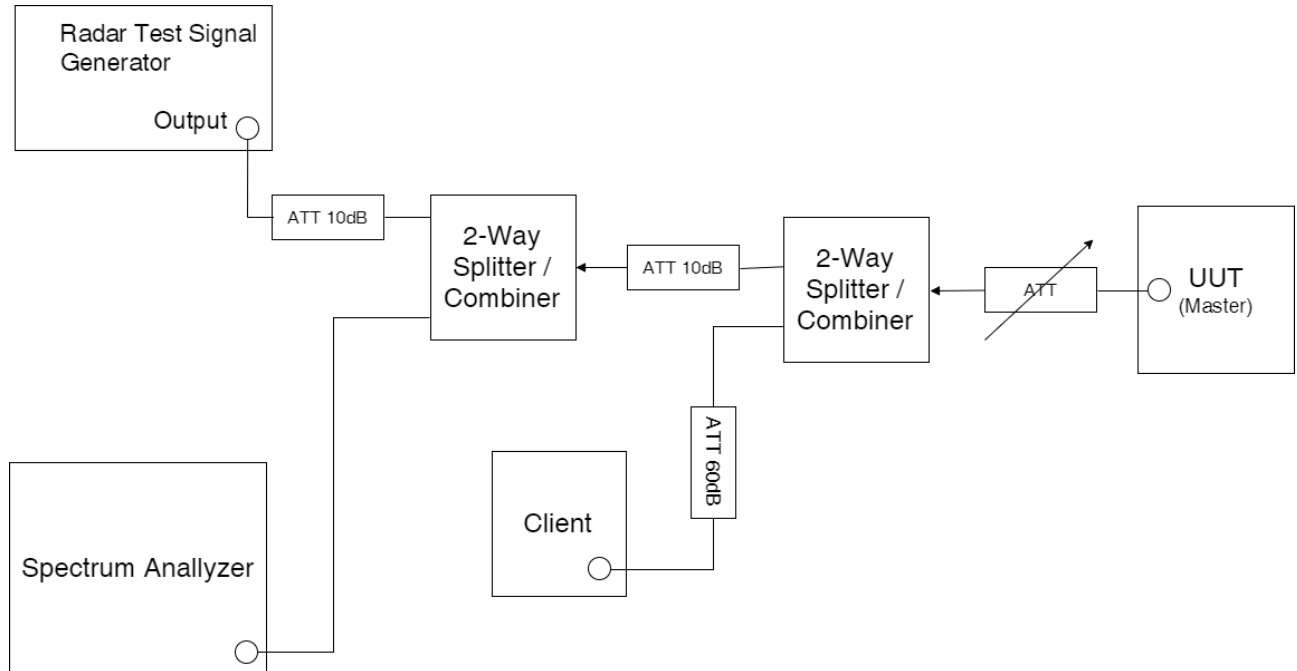 Radar Test Signal
Generator
Output
ATT 10dB
2-Way
Splitter /
Combiner
ATT 10dB
2-Way
Splitter /
Combiner
ATT
UUT
(Master)
ATT 60dB
Client
Spectrum Anallyzer